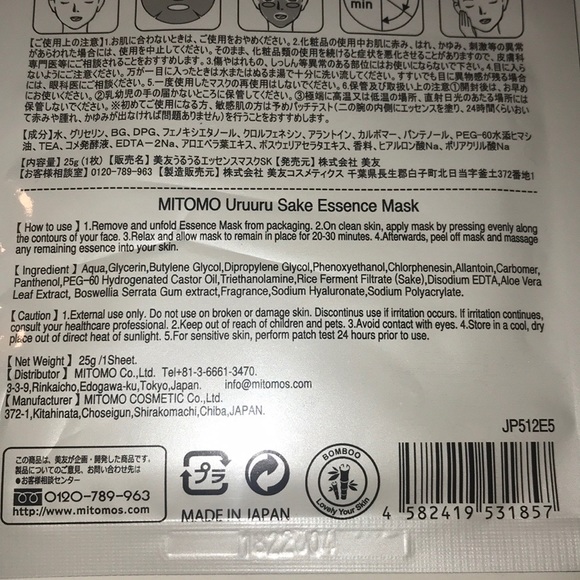 min
【ご使用上の注意】1.お肌に合わないときは、ご使用をおやめください。2.化粧品の使用中お肌に赤み、はれ、かゆみ、刺激等の異常
があらわれた場合には、使用を中止してください。そのまま、化粧品類の使用を続けると症状を悪化させることがありますので、皮膚科
専門医等にご相談されることをおすすめします。3.傷やはれもの、しっしん等異常のある部位にはお使いにならないで下さい。4.目に入ら
ないようにご注意下さい。万が一目に入ったときは水またはぬるま湯で十分に洗い流してください。すすいでも目に異物感が残る場合
には、眼科医にご相談ください。5.一度使用したマスクの再使用はしないでください。6.保管及び取扱い上のご注意①開封後は、お早め
にお使いください。②乳幼児の手の届かないところに保管してください。③極端に高温又は低温の場所、直射日光のあたる場所には
保管しないでください。※初めてご使用になる方、敏感肌の方は予めパッチテスト(二の腕の内側にエッセンスを塗り、24時間くらいお
いて赤みや腫れ、かゆみが出なければ問題ありません)を行うことをおすすめします。
【成分】水、グリセリン、BG、DPG、フェノキシエタノール、クロルフェネシン、アラントイン、カルボマー、パンテノール、PEG-60水添ヒマシ
油、TEA、コメ発酵液、EDTA-2Na、アロエベラ葉エキス、ボスウェリアセラタエキス、香料、ヒアルロン酸Na、ポリアクリル酸Na
【内容量】25g(1枚)【販売名】美友うるうるエッセンスマスクSK【発売元】株式会社 美友
【お客様相談室】0120-789-963【製造販売元】株式会社 美友コスメティクス 千葉県長生郡白子町北日当字釜ヶ372番1
MITOMO Uruuru Sake Essence Mask
【How to use】1.Remove and unfold Essence Mask from packaging. 2.On clean skin, apply mask by pressing evenly along
the contours of your face. 3.Relax and allow mask to remain in place for 20-30 minutes. 4.Afterwards, peel off mask and massage
any remaining essence into your skin.
【Ingredient】Aqua,Glycerin,Butylene Glycol,Dipropylene Glycol,Phenoxyethanol,Chlorphenesin,Allantoin,Carbomer,
Panthenol,PEG-60 Hydrogenated Castor Oil,Triethanolamine,Rice Ferment Filtrate (Sake),Disodium EDTA,Aloe Vera
Leaf Extract, Boswellia Serrata Gum extract,Fragrance,Sodium Hyaluronate,Sodium Polyacrylate.
【Caution】1.External use only. Do not use on broken or damaged skin. Discontinus use if irritation occurs. If irritation continues,
consult your healthcare professional. 2.Keep out of reach of children and pets. 3.Avoid contact with eyes. 4.Store in a cool, dry
place out of direct heat of sunlight. 5.For sensitive skin, perform patch test 24 hours prior to use.
【Net Weight】25g /1Sheet.
【Distributor】MITOMO Co.,Ltd. Tel+81-3-6661-3470.
3-3-9,Rinkaicho,Edogawa-ku,Tokyo,Japan. info@mitomos.com
【Manufacturer】MITOMO COSMETIC Co.,Ltd.
372-1,Kitahinata,Choseigun,Shirakomachi,Chiba,JAPAN.
JP512E5
この商品は、美友が企画・開発した商品です。
製品についてのご意見、お問い合わせは
●お客様相談センター
0120-789-963
http://www.mitomos.com
プラ
MADE IN JAPAN
BOMBOO
Lovely Your Skin
4 582419 531857